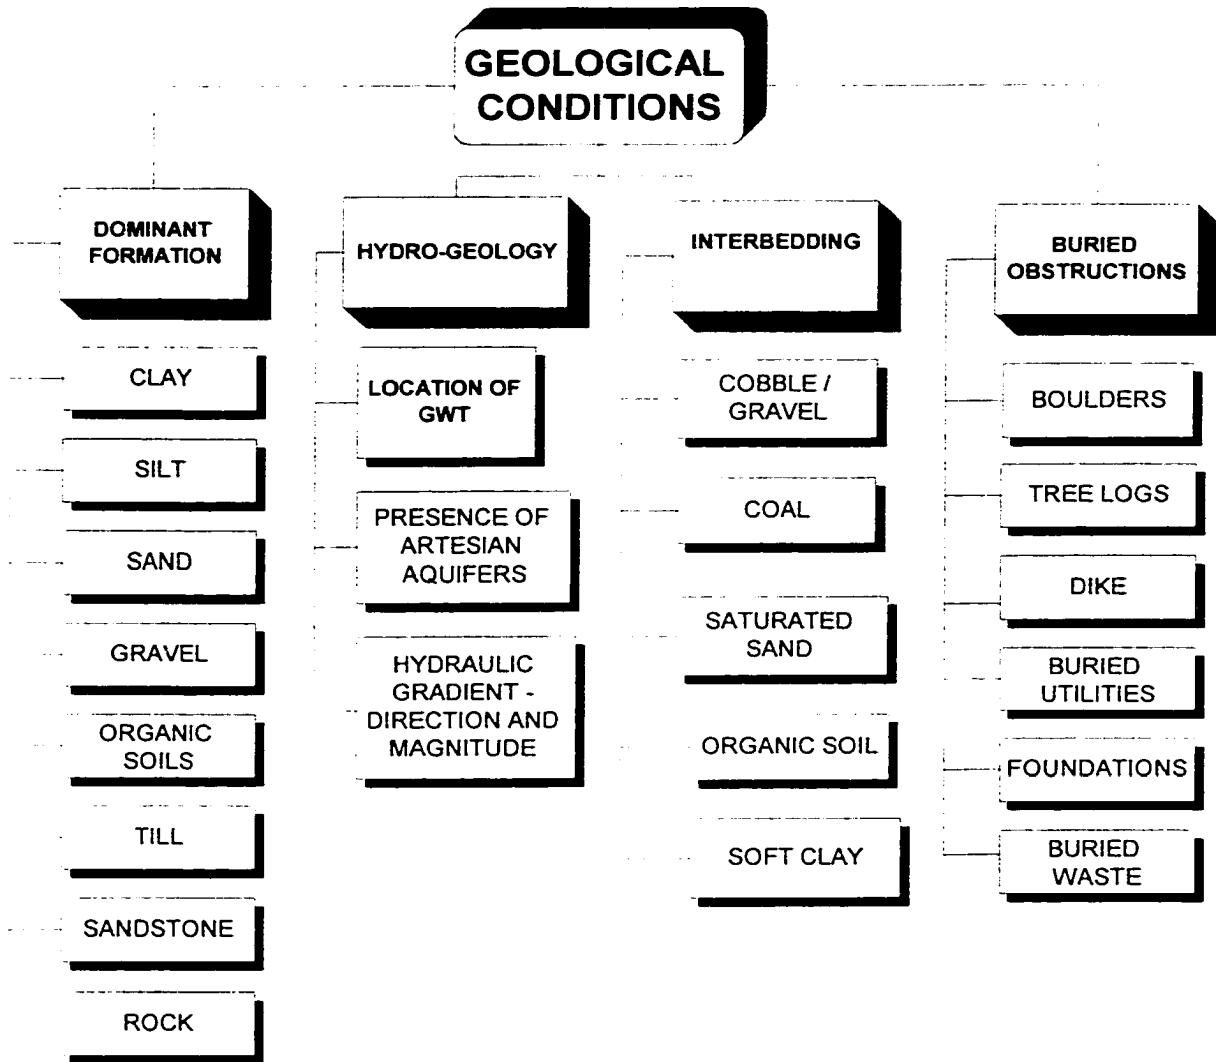 GEOLOGICAL
CONDITIONS
DOMINANT
FORMATION
CLAY
SILT
SAND
GRAVEL
ORGANIC
SOILS
TILL
SANDSTONE
ROCK
HYDRO-GEOLOGY
LOCATION OF
GWT
PRESENCE OF
ARTESIAN
AQUIFERS
HYDRAULIC
GRADIENT -
DIRECTION AND
MAGNITUDE
INTERBEDDING
COBBLE /
GRAVEL
COAL
SATURATED
SAND
ORGANIC SOIL
SOFT CLAY
BURIED
OBSTRUCTIONS
BOULDERS
TREE LOGS
DIKE
BURIED
UTILITIES
FOUNDATIONS
BURIED
WASTE